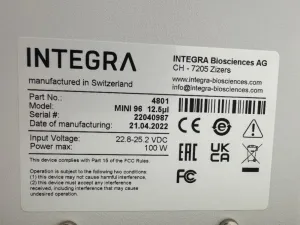 INTEGRA
manufactured in Switzerland
INTEGRA Biosciences AG
CH - 7205 Zizers
www.integra-biosciences.com
info@integra-biosciences.com
Part No.: 4801
Model: MINI 96 12.5µl
Serial #: 22040987
Date of manufacturing: 21.04.2022
Input Voltage: 22.8-25.2 VDC
Power max: 100 W
CE
EAC
UK
CA
FC
This device complies with Part 15 of the FCC Rules.
Operation is subject to the following two conditions:
(1) this device may not cause harmful interference, and
(2) this device must accept any interference received,
including interference that may cause
undesired operation.